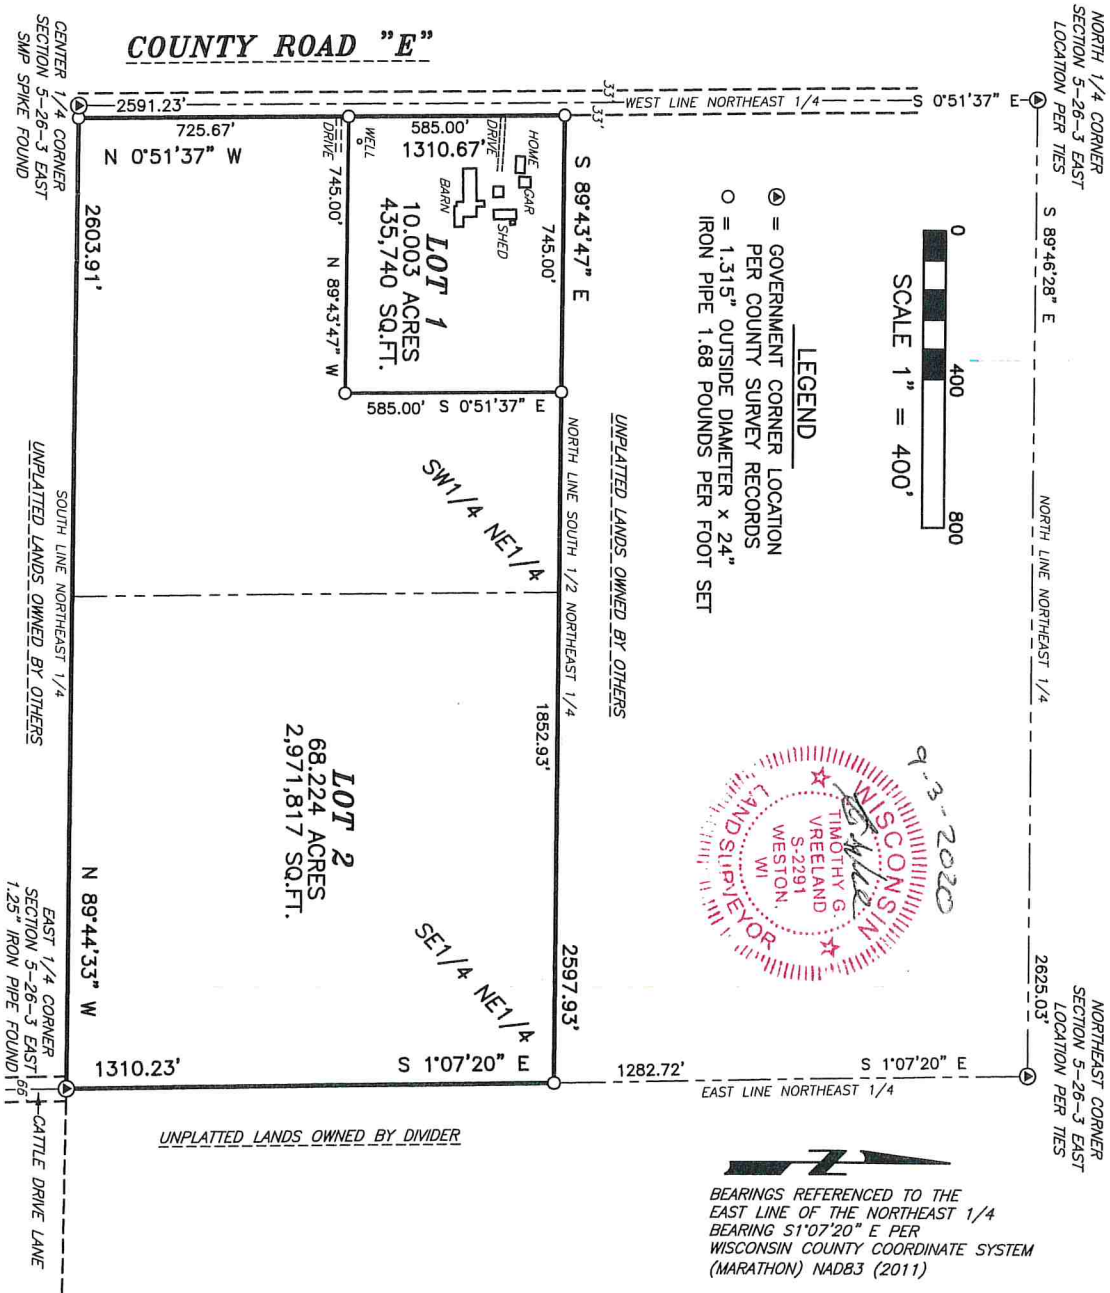 COUNTY ROAD "E"
CENTER 1/4 CORNER
SECTION 5-26-3 EAST
SMP SPIKE FOUND
NORTH 1/4 CORNER
SECTION 5-26-3 EAST
LOCATION PER TIES
2591.23'
33'
33'
WEST LINE NORTHEAST 1/4
S 0°51'37" E
725.67'
N 0°51'37" W
585.00'
1310.67'
DRIVE
WELL
DRIVE
HOME
GAR
SHED
BARN
S 89°43'47" E
745.00'
745.00'
N 89°43'47" W
LOT 1
10.003 ACRES
435,740 SQ.FT.
585.00'
S 0°51'37" E
2603.91'
S 89°46'28" E
0
400
800
SCALE 1" = 400'
LEGEND
= GOVERNMENT CORNER LOCATION
PER COUNTY SURVEY RECORDS
= 1.315" OUTSIDE DIAMETER x 24"
IRON PIPE 1.68 POUNDS PER FOOT SET
UNPLATTED LANDS OWNED BY OTHERS
NORTH LINE SOUTH 1/2 NORTHEAST 1/4
NORTH LINE NORTHEAST 1/4
SW1/4 NE1/4
SOUTH LINE NORTHEAST 1/4
UNPLATTED LANDS OWNED BY OTHERS
1852.93'
LOT 2
68.224 ACRES
2,971,817 SQ.FT.
9-3-2020
WISCONSIN
TIMOTHY G.
VREELAND
S-2291
WESTON,
WI
LAND SURVEYOR
SE1/4 NE1/4
2597.93'
2625.03'
N 89°44'33" W
EAST 1/4 CORNER
SECTION 5-26-3 EAST
1.25" IRON PIPE FOUND
66'
NORTHEAST CORNER
SECTION 5-26-3 EAST
LOCATION PER TIES
1310.23'
S 1°07'20" E
1282.72'
S 1°07'20" E
EAST LINE NORTHEAST 1/4
UNPLATTED LANDS OWNED BY DIVIDER
CATTLE DRIVE LANE
N
BEARINGS REFERENCED TO THE
EAST LINE OF THE NORTHEAST 1/4
BEARING S1°07'20" E PER
WISCONSIN COUNTY COORDINATE SYSTEM
(MARATHON) NAD83 (2011)